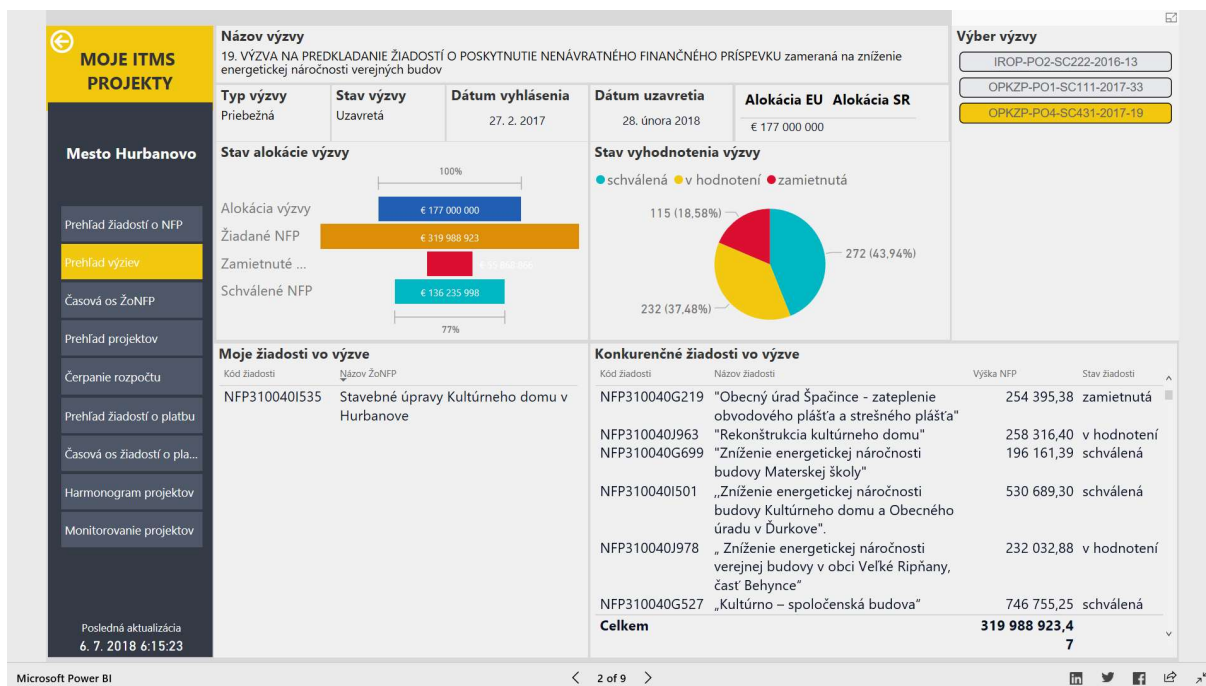 MOJE ITMS
PROJEKTY
Mesto Hurbanovo
Prehľad žiadostí o NFP
Prehľad výziev
Časová os ŽoNFP
Prehľad projektov
Čerpanie rozpočtu
Prehľad žiadostí o platbu
Časová os žiadostí o pla...
Harmonogram projektov
Monitorovanie projektov
Posledná aktualizácia
6. 7. 2018 6:15:23
Názov výzvy
19. VÝZVA NA PREDKLADANIE ŽIADOSTÍ O POSKYTNUTIE NENÁVRATNÉHO FINANČNÉHO PRÍSPEVKU zameraná na zníženie
energetickej náročnosti verejných budov
Typ výzvy
Priebežná
Stav výzvy
Uzavretá
Dátum vyhlásenia
27. 2. 2017
Dátum uzavretia
28. února 2018
Alokácia EU Alokácia SR
€ 177 000 000
Výber výzvy
IROP-PO2-SC222-2016-13
OPKZP-PO1-SC111-2017-33
OPKZP-PO4-SC431-2017-19
Stav alokácie výzvy
100%
Alokácia výzvy € 177 000 000
Žiadané NFP € 319 988 923
Zamietnuté ...
Schválené NFP € 136 235 998
77%
Stav vyhodnotenia výzvy
schválená v hodnotení zamietnutá
115 (18,58%)
272 (43,94%)
232 (37,48%)
Moje žiadosti vo výzve
Kód žiadosti Názov ŽoNFP
NFP310040I535 Stavebné úpravy Kultúrneho domu v
Hurbanove
Konkurenčné žiadosti vo výzve
Kód žiadosti Názov žiadosti Výška NFP Stav žiadosti
NFP310040G219 "Obecný úrad Špačince - zateplenie 254 395,38 zamietnutá
obvodového plášťa a strešného plášťa"
NFP310040J963 "Rekonštrukcia kultúrneho domu" 258 316,40 v hodnotení
NFP310040G699 "Zníženie energetickej náročnosti 196 161,39 schválená
budovy Materskej školy"
NFP310040I501 „Zníženie energetickej náročnosti 530 689,30 schválená
budovy Kultúrneho domu a Obecného
úradu v Ďurkove".
NFP310040J978 „ Zníženie energetickej náročnosti 232 032,88 v hodnotení
verejnej budovy v obci Veľké Ripňany,
časť Behynce”
NFP310040G527 „Kultúrno – spoločenská budova” 746 755,25 schválená
Celkem 319 988 923,4
7
Microsoft Power BI
2 of 9